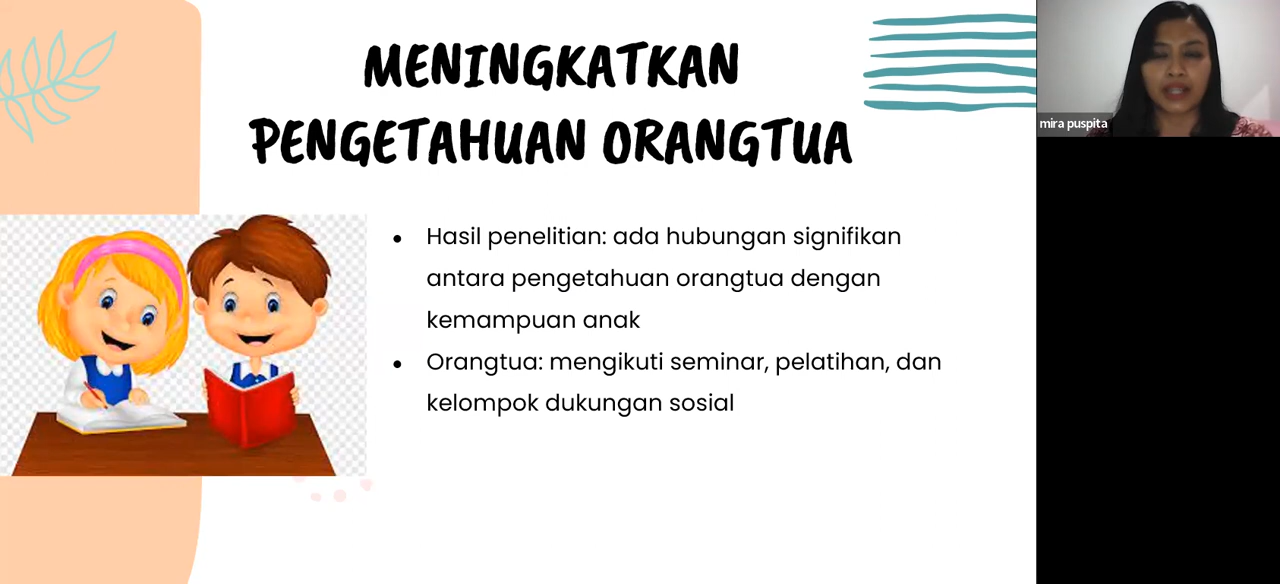 MENINGKATKAN
PENGETAHUAN ORANGTUA
mira puspita
• Hasil penelitian: ada hubungan signifikan
antara pengetahuan orangtua dengan
kemampuan anak
• Orangtua: mengikuti seminar, pelatihan, dan
kelompok dukungan sosial